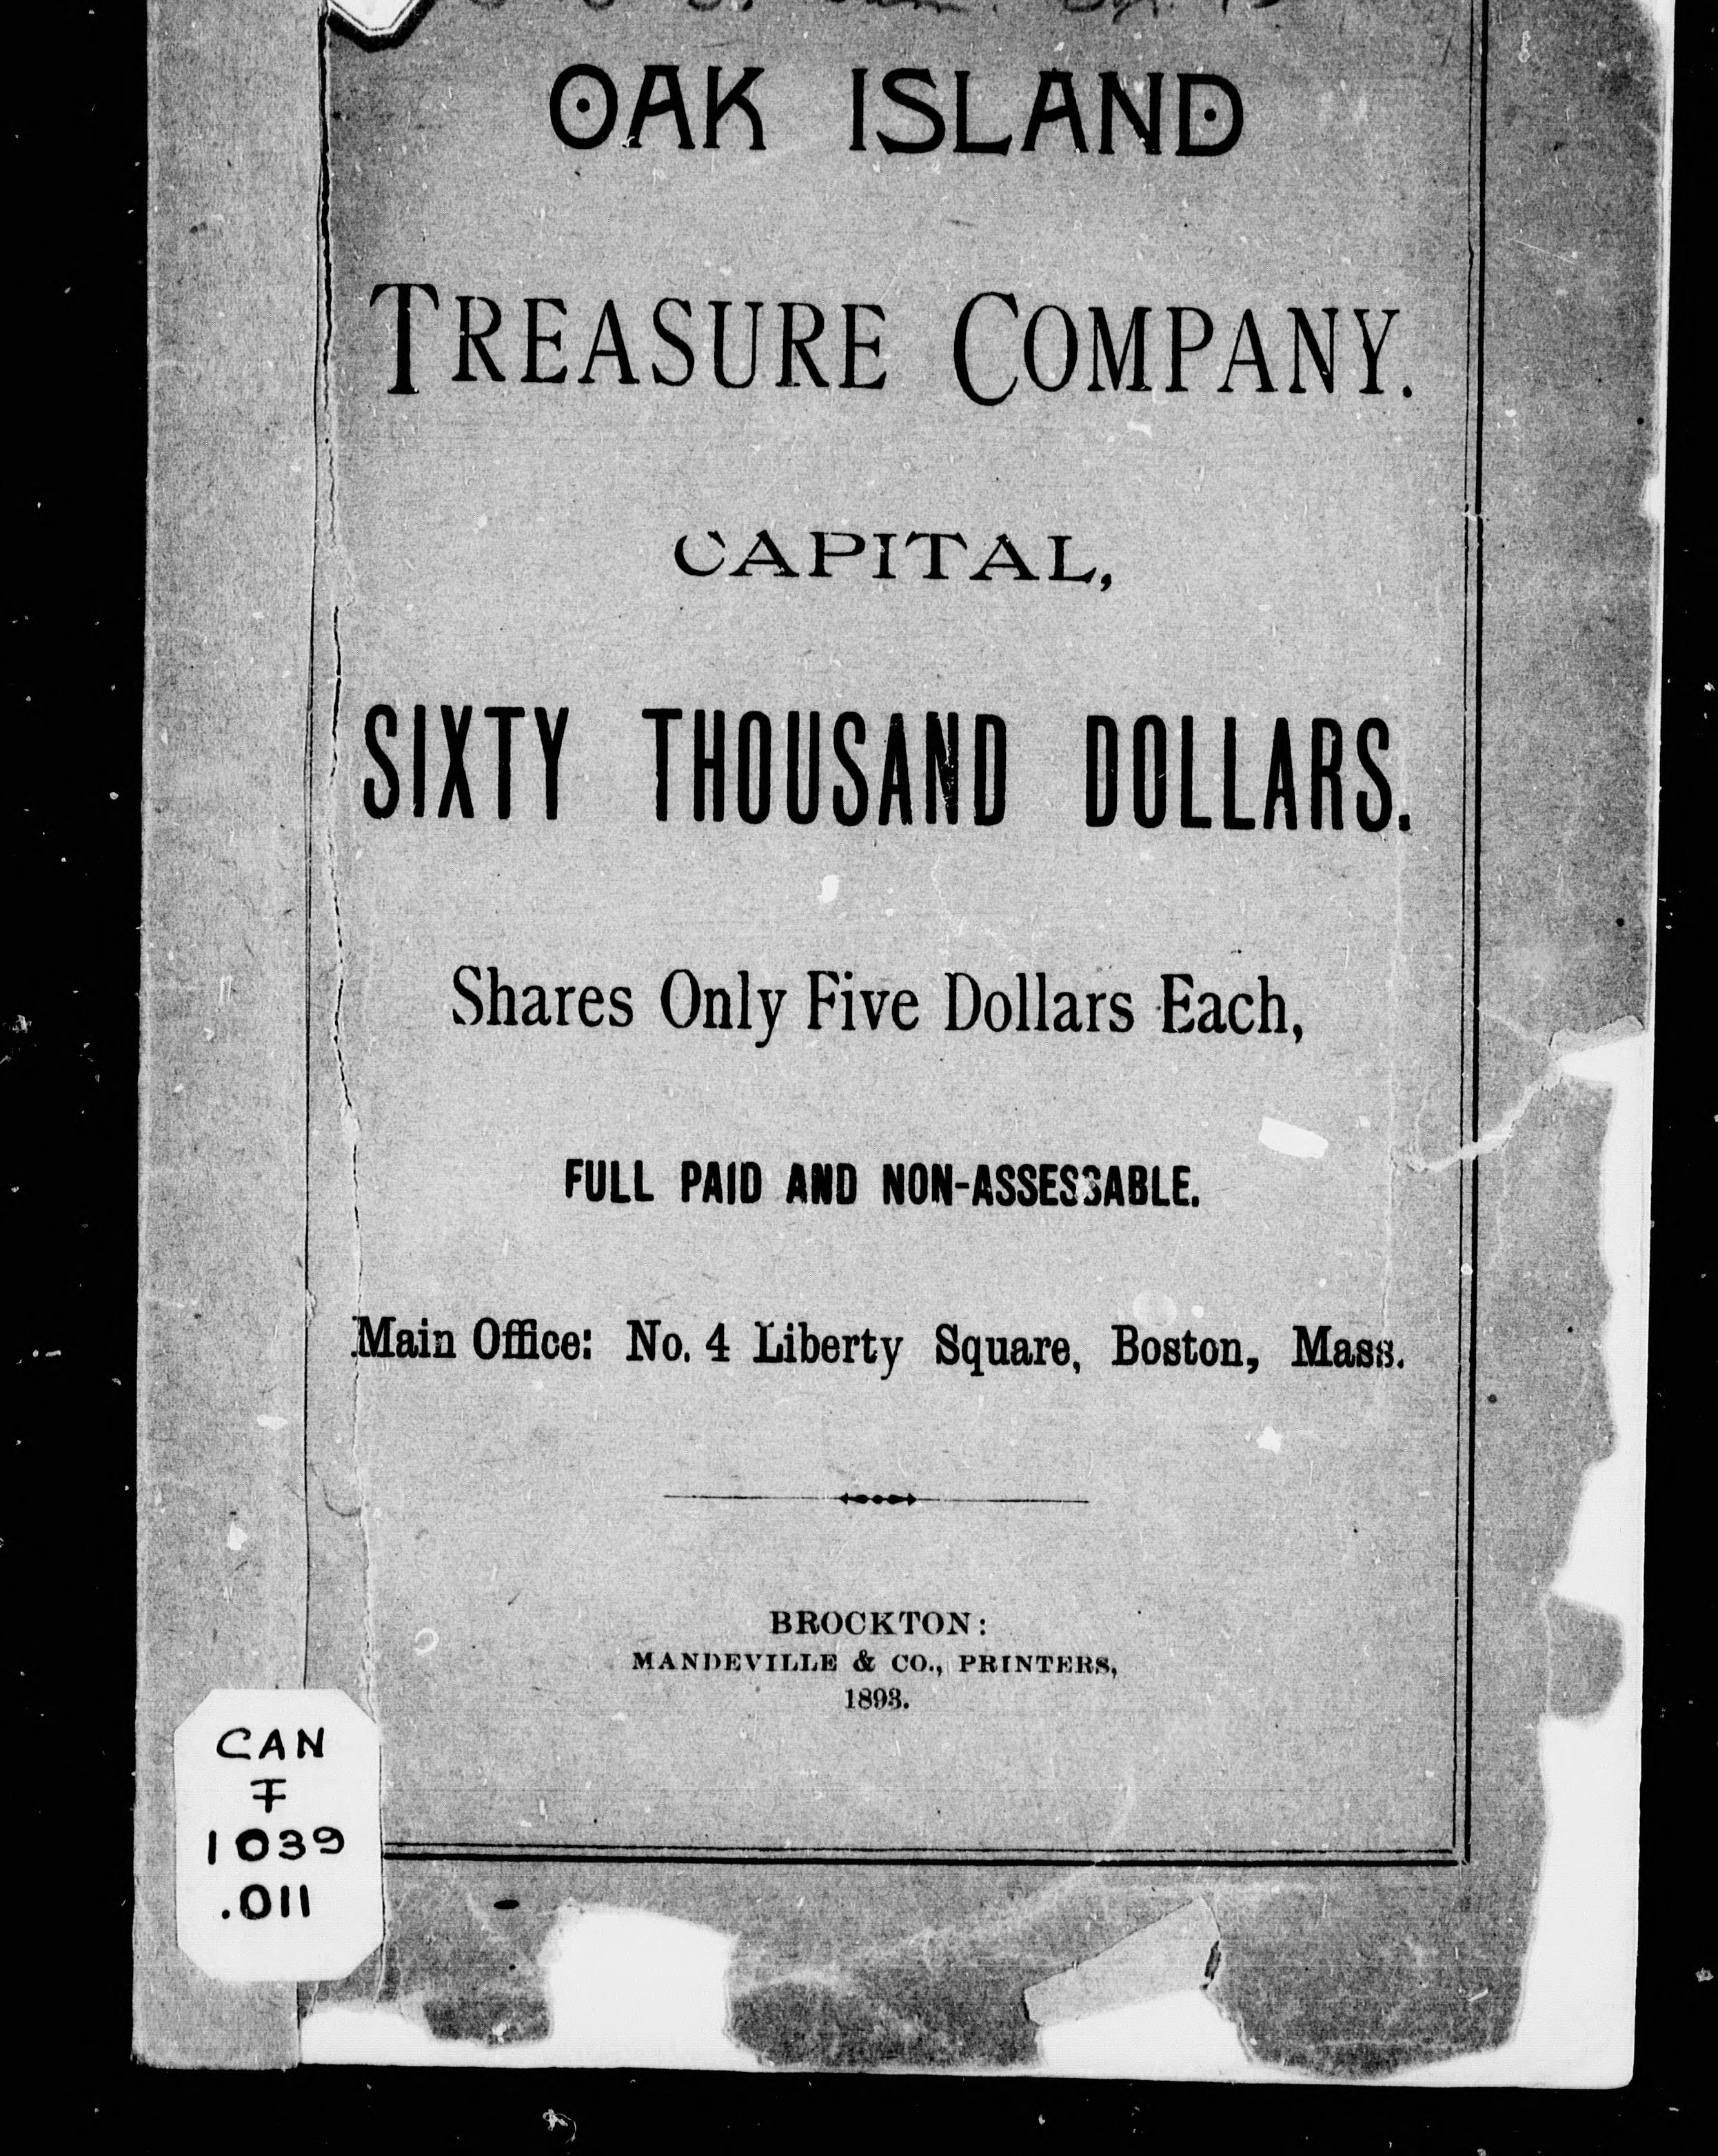 OAK ISLAND
TREASURE COMPANY.
CAPITAL,
SIXTY THOUSAND DOLLARS.
Shares Only Five Dollars Each,
FULL PAID AND NON-ASSESSABLE.
Main Office: No. 4 Liberty Square, Boston, Mass.
BROCKTON:
MANDEVILLE & CO., PRINTERS,
1893.
CAN
F
1039
.O11